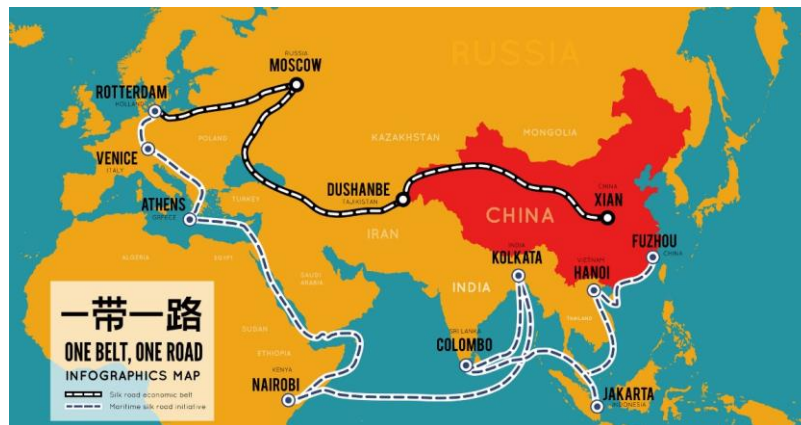 RUSSIA
RUSSIA
MOSCOW
ROTTERDAM
HOLLAND
POLAND
KAZAKHSTAN
MONGOLIA
VENICE
ITALY
DUSHANBE
TAJIKISTAN
CHINA
XIAN
ATHENS
GREECE
TURKEY
CHINA
IRAN
FUZHOU
CHINA
INDIA
KOLKATA
VIETNAM
HANOI
ALGERIA
EGYPT
SAUDI
ARABIA
INDIA
THAILAND
一带一路
ONE BELT, ONE ROAD
INFOGRAPHICS MAP
Silk road economic belt
Maritime silk road initiative
SUDAN
ETHIOPIA
KENYA
NAIROBI
SRI LANKA
COLOMBO
JAKARTA
INDONESIA